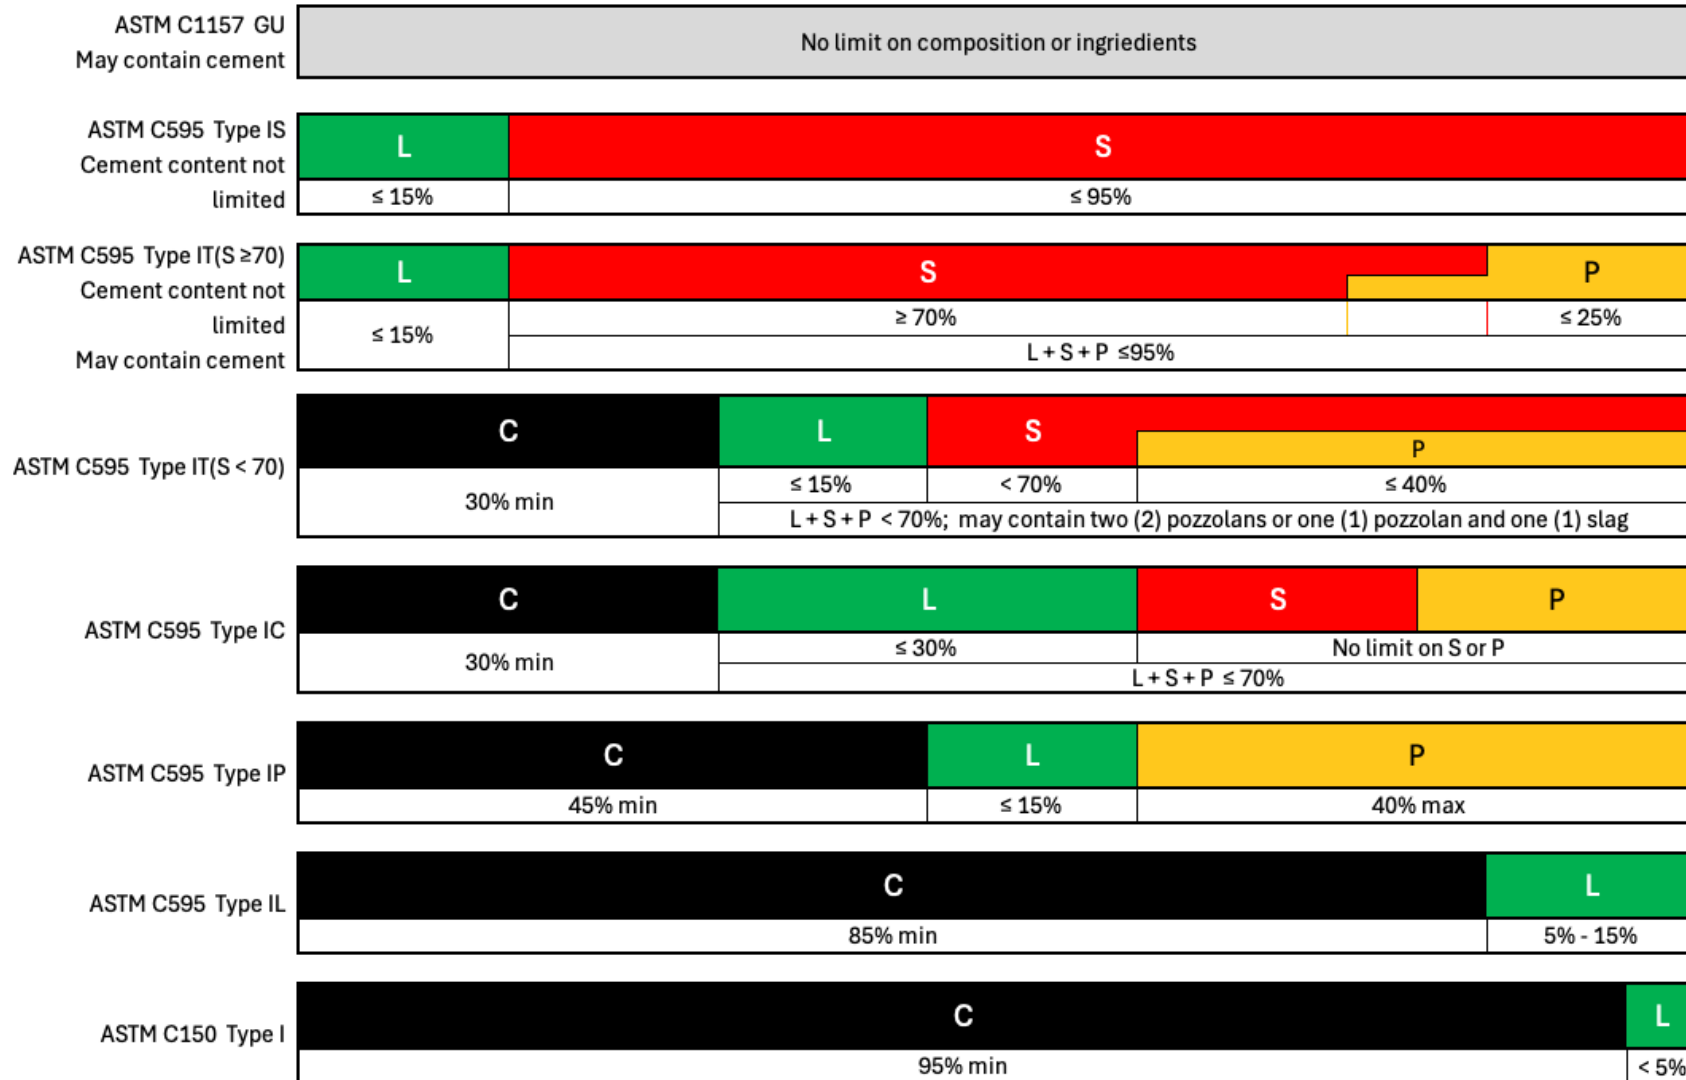 ASTM C1157 GU
May contain cement
No limit on composition or ingriedients
ASTM C595 Type IS
Cement content not
limited
L
S
≤ 15%
≤ 95%
ASTM C595 Type IT(S ≥70)
Cement content not
limited
May contain cement
L
S
P
≤ 15%
≥ 70%
≤ 25%
L + S + P ≤95%
ASTM C595 Type IT(S < 70)
C
L
S
P
30% min
≤ 15%
< 70%
≤ 40%
L + S + P < 70%; may contain two (2) pozzolans or one (1) pozzolan and one (1) slag
ASTM C595 Type IC
C
L
S
P
30% min
≤ 30%
No limit on S or P
L + S + P ≤ 70%
ASTM C595 Type IP
C
L
P
45% min
≤ 15%
40% max
ASTM C595 Type IL
C
L
85% min
5% - 15%
ASTM C150 Type I
C
L
95% min
< 5%